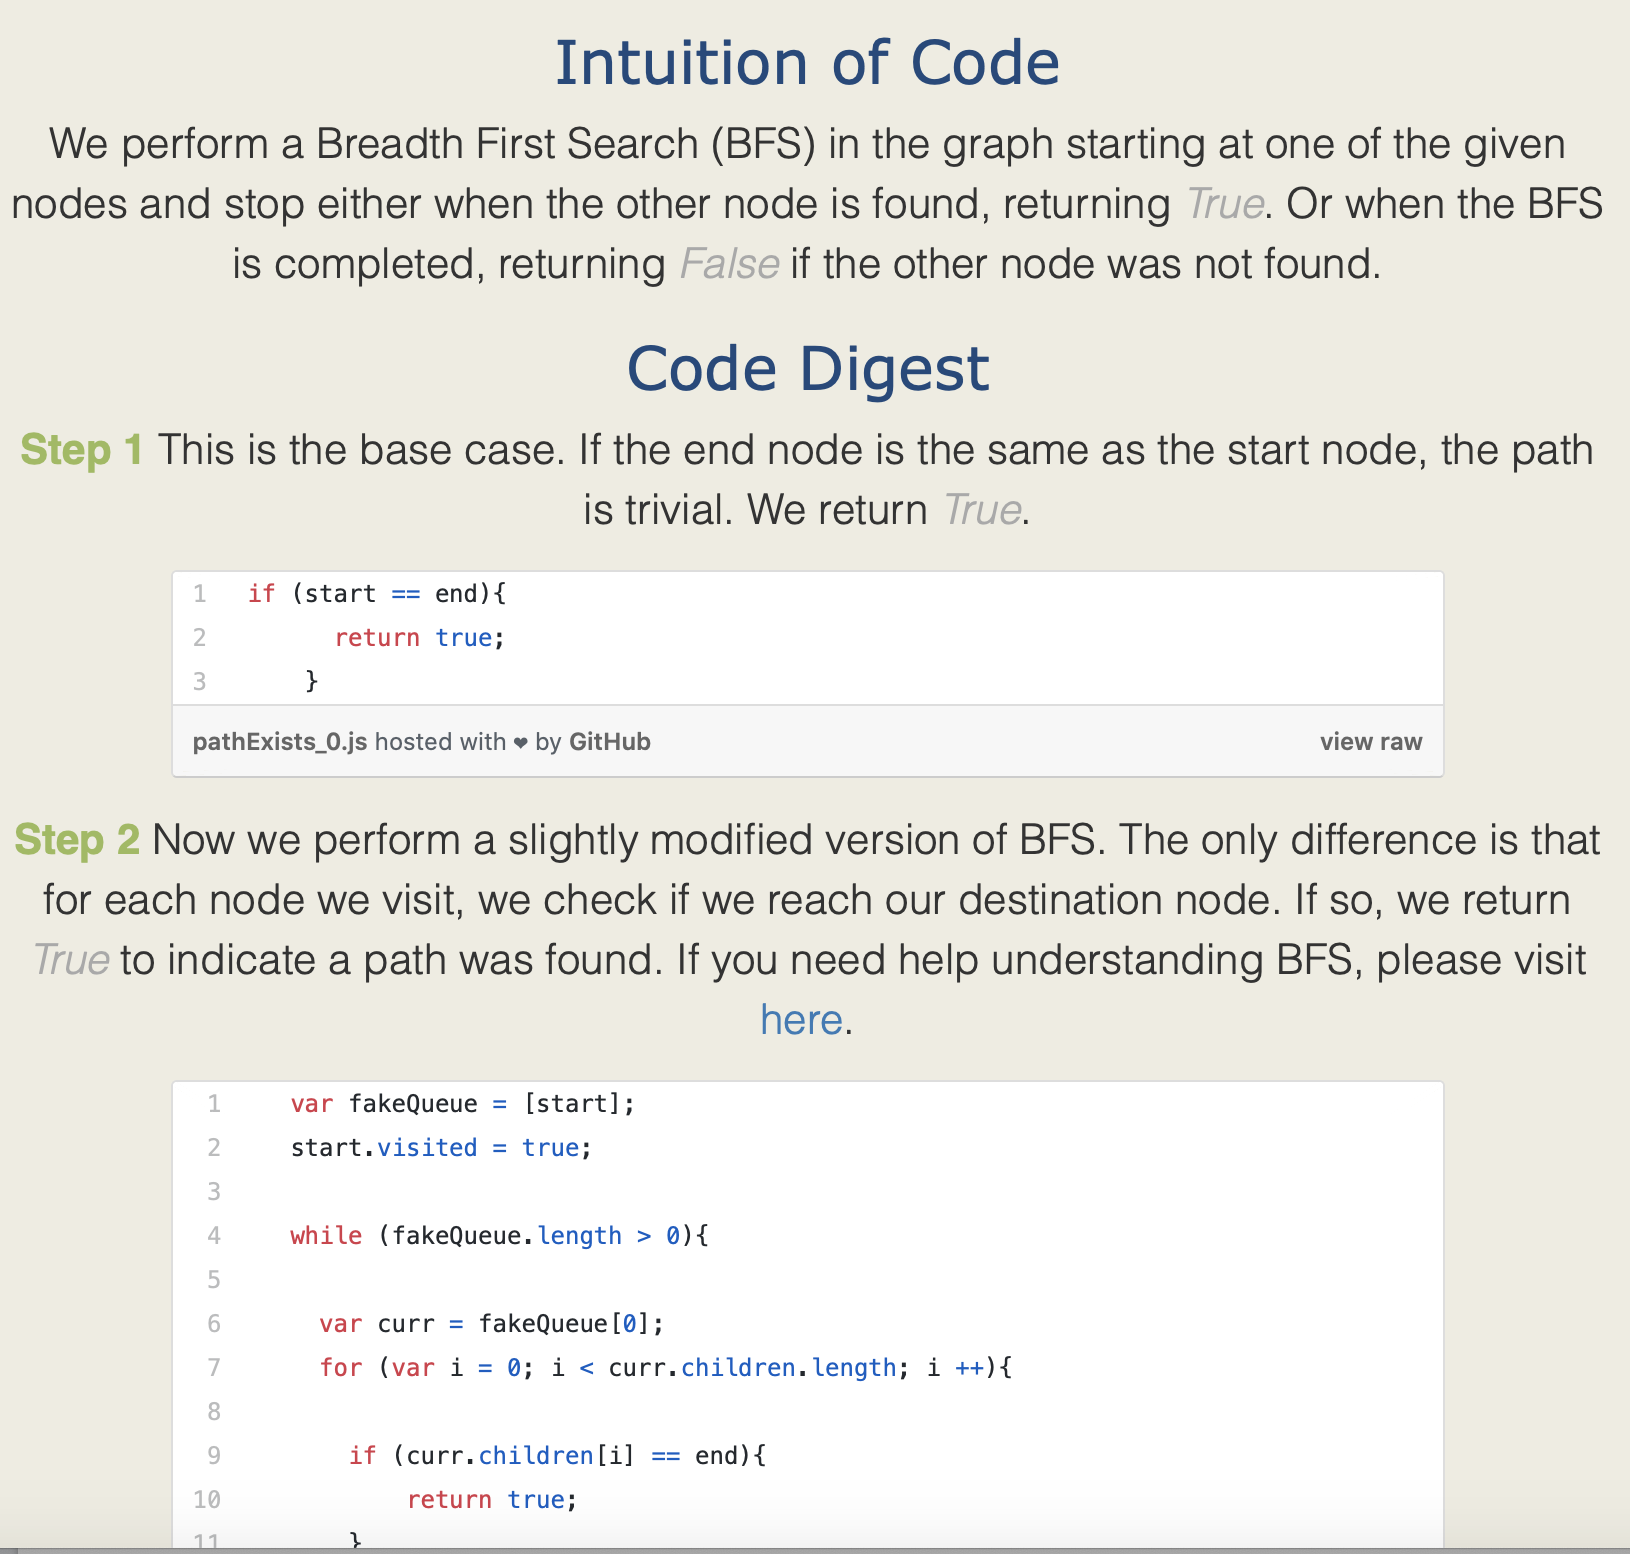 Intuition of Code
We perform a Breadth First Search (BFS) in the graph starting at one of the given
nodes and stop either when the other node is found, returning True. Or when the BFS
is completed, returning False if the other node was not found.
Code Digest
Step 1 This is the base case. If the end node is the same as the start node, the path
is trivial. We return True.
1 if (start == end){
2 return true;
3 }
pathExists_0.js hosted with ❤ by GitHub view raw
Step 2 Now we perform a slightly modified version of BFS. The only difference is that
for each node we visit, we check if we reach our destination node. If so, we return
True to indicate a path was found. If you need help understanding BFS, please visit
here.
1 var fakeQueue = [start];
2 start.visited = true;
3
4 while (fakeQueue.length > 0){
5
6 var curr = fakeQueue[0];
7 for (var i = 0; i < curr.children.length; i ++){
8
9 if (curr.children[i] == end){
10 return true;
11 }